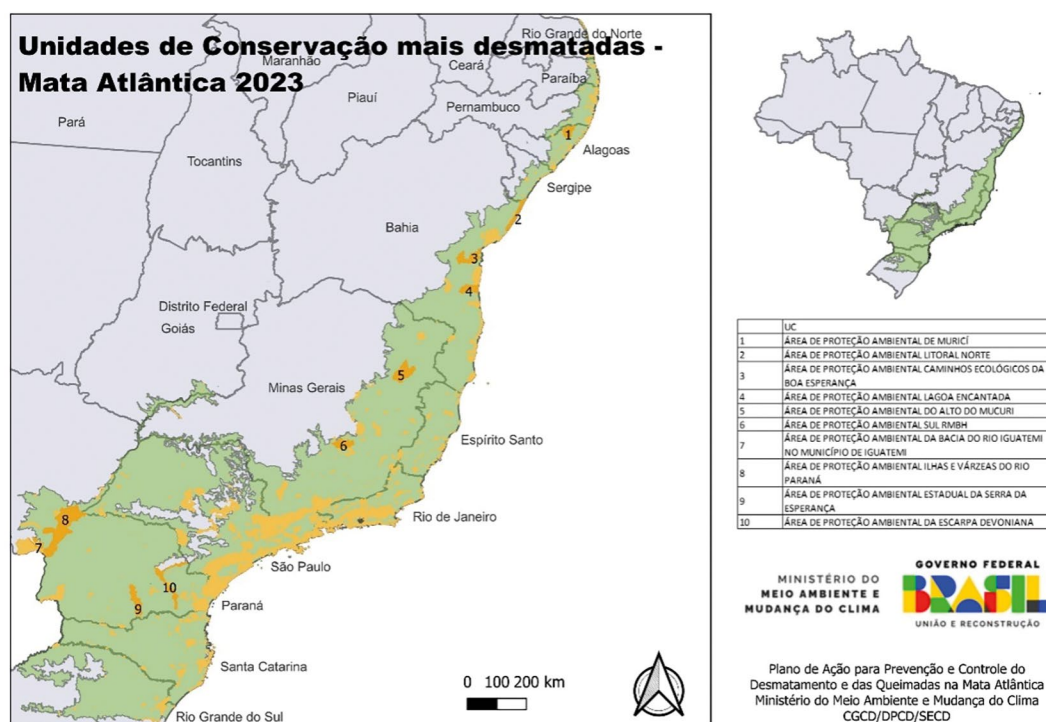 Unidades de Conservação mais desmatadas -
Mata Atlântica 2023
Rio Grande do Norte
Maranhão
Ceará
Paraíba
Piauí
Pernambuco
Pará
1
Alagoas
Tocantins
Sergipe
2
Bahia
3
4
Distrito Federal
Goiás
5
Minas Gerais
6
Espírito Santo
8
Rio de Janeiro
7
São Paulo
10
9
Paraná
Santa Catarina
0 100 200 km
Rio Grande do Sul
UC
1 ÁREA DE PROTEÇÃO AMBIENTAL DE MURICÍ
2 ÁREA DE PROTEÇÃO AMBIENTAL LITORAL NORTE
3 ÁREA DE PROTEÇÃO AMBIENTAL CAMINHOS ECOLÓGICOS DA
BOA ESPERANÇA
4 ÁREA DE PROTEÇÃO AMBIENTAL LAGOA ENCANTADA
5 ÁREA DE PROTEÇÃO AMBIENTAL DO ALTO DO MUCURI
6 ÁREA DE PROTEÇÃO AMBIENTAL SUL RMBH
7 ÁREA DE PROTEÇÃO AMBIENTAL DA BACIA DO RIO IGUATEMI
NO MUNICÍPIO DE IGUATEMI
8 ÁREA DE PROTEÇÃO AMBIENTAL ILHAS E VÁRZEAS DO RIO
PARANÁ
9 ÁREA DE PROTEÇÃO AMBIENTAL ESTADUAL DA SERRA DA
ESPERANÇA
10 ÁREA DE PROTEÇÃO AMBIENTAL DA ESCARPA DEVONIANA
MINISTÉRIO DO
MEIO AMBIENTE E
MUDANÇA DO CLIMA
GOVERNO FEDERAL
BRASIL
UNIÃO E RECONSTRUÇÃO
Plano de Ação para Prevenção e Controle do
Desmatamento e das Queimadas na Mata Atlântica
Ministério do Meio Ambiente e Mudança do Clima
CGCD/DPCD/SECD